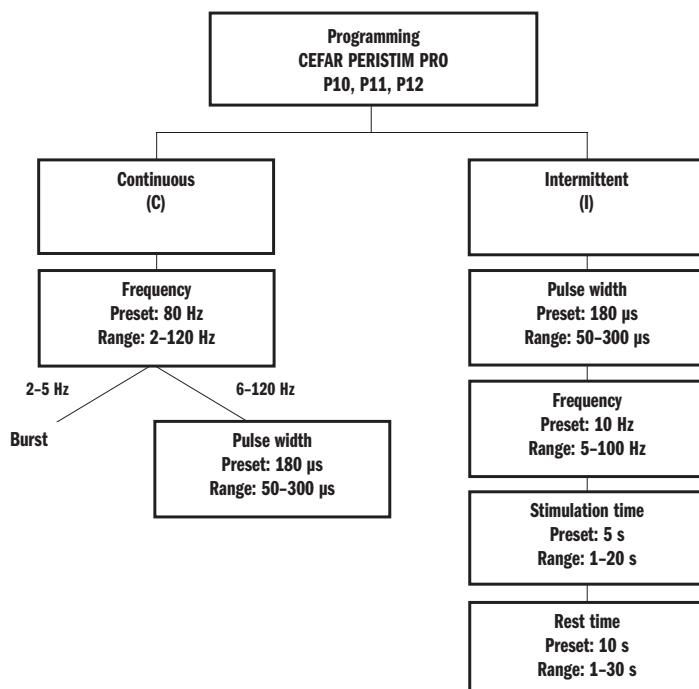 Programming
CEFAR PERISTIM PRO
P10, P11, P12
Continuous
(C)
Frequency
Preset: 80 Hz
Range: 2–120 Hz
2–5 Hz
6–120 Hz
Burst
Pulse width
Preset: 180 µs
Range: 50–300 µs
Intermittent
(I)
Pulse width
Preset: 180 µs
Range: 50–300 µs
Frequency
Preset: 10 Hz
Range: 5–100 Hz
Stimulation time
Preset: 5 s
Range: 1–20 s
Rest time
Preset: 10 s
Range: 1–30 s